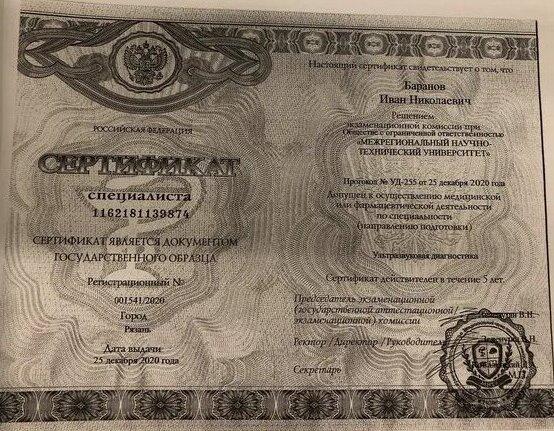 РОССИЙСКАЯ ФЕДЕРАЦИЯ
СЕРТИФИКАТ
специалиста
1162181139874
СЕРТИФИКАТ ЯВЛЯЕТСЯ ДОКУМЕНТОМ
ГОСУДАРСТВЕННОГО ОБРАЗЦА
Регистрационный №
001541/2020
Город
Рязань
Дата выдачи
25 декабря 2020 года
Настоящий сертификат свидетельствует о том, что
Баранов
Иван Николаевич
Решением
экзаменационной комиссии при
Обществе с ограниченной ответственностью
«МЕЖРЕГИОНАЛЬНЫЙ НАУЧНО-
ТЕХНИЧЕСКИЙ УНИВЕРСИТЕТ»
Протокол № УД-255 от 25 декабря 2020 года
Допущен к осуществлению медицинской
или фармацевтической деятельности
по специальности
(направлению подготовки)
Ультразвуковая диагностика
Сертификат действителен в течение 5 лет.
Председатель экзаменационной
(государственной аттестационной/
экзаменационной) комиссии В.Н.
Ректор /Директор /Руководитель
Секретарь
М.П.